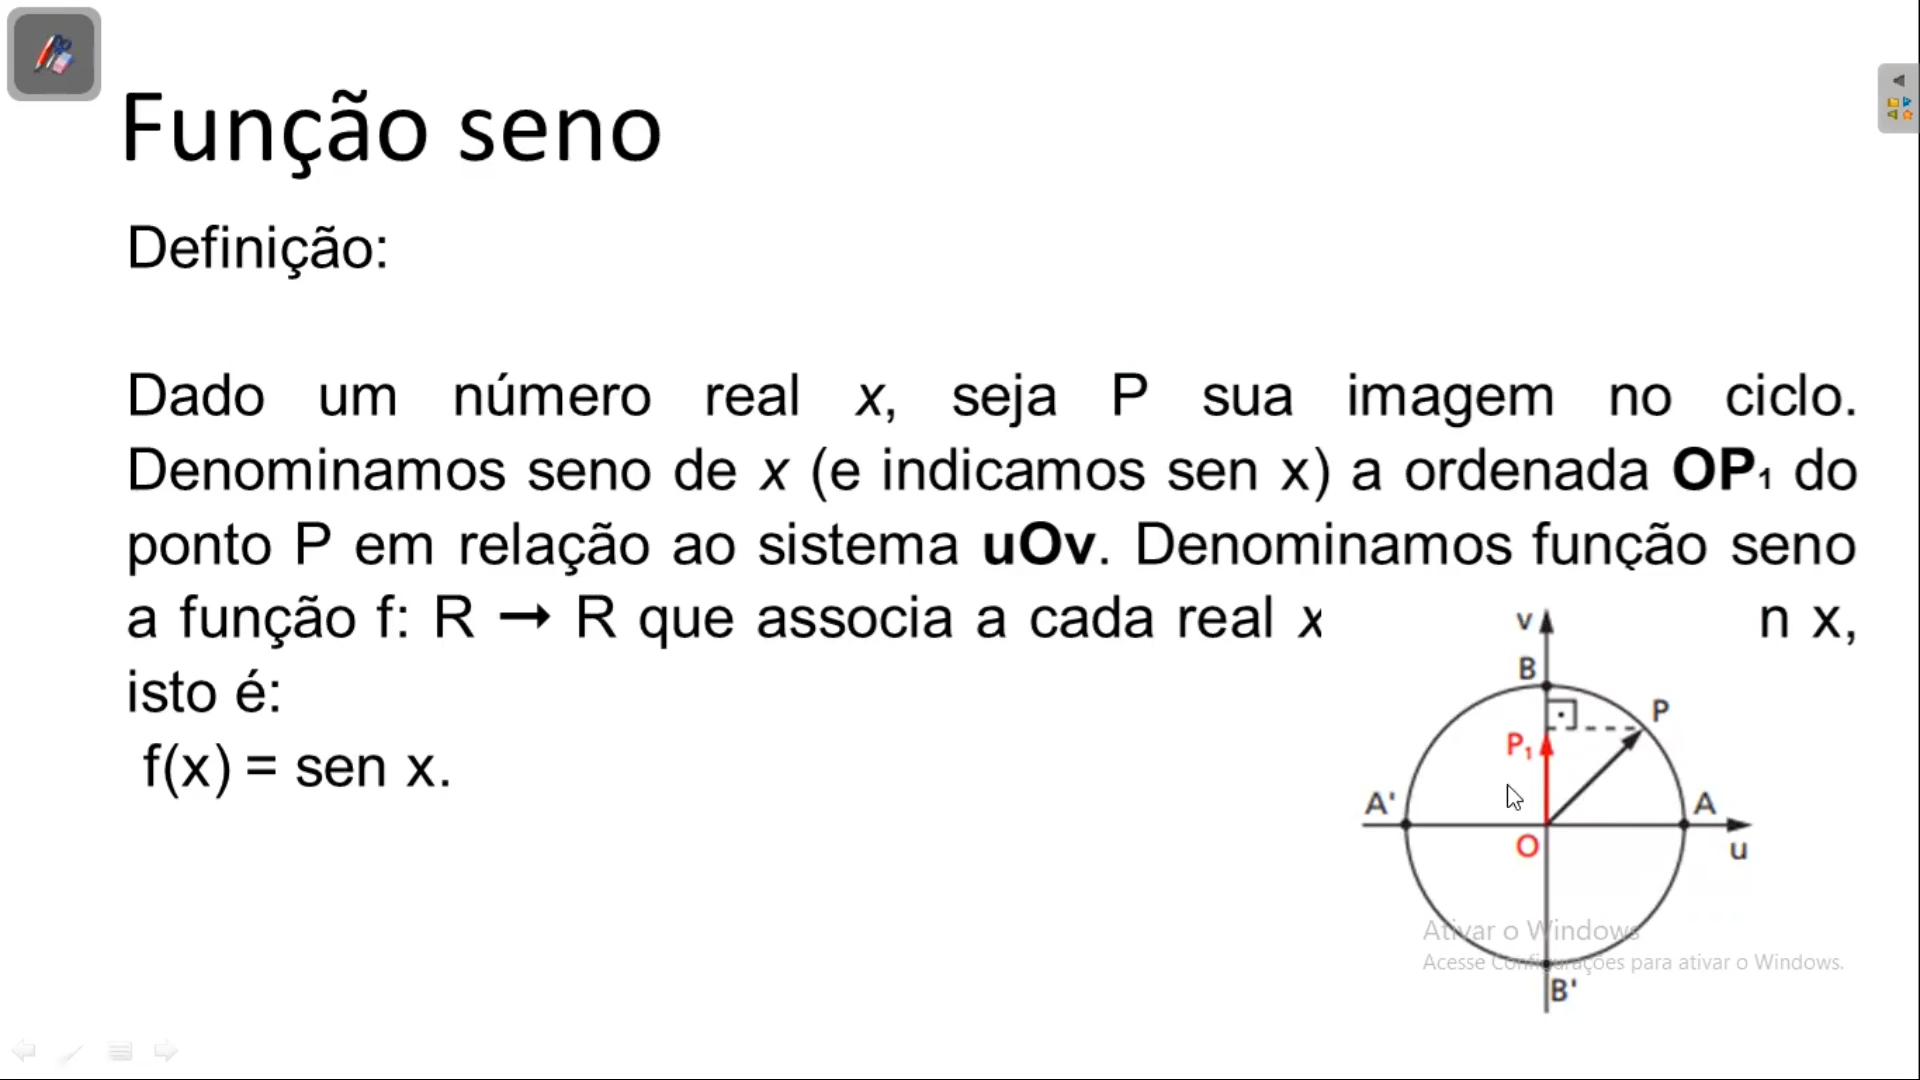 Função seno
Definição:
Dado um número real x, seja P sua imagem no ciclo.
Denominamos seno de x (e indicamos sen x) a ordenada OP₁ do
ponto P em relação ao sistema uOv. Denominamos função seno
a função f: R → R que associa a cada real x n x,
isto é:
f(x) = sen x.
v
B
P
P₁
A'
A
O
u
Ativar o Windows
Acesse Configurações para ativar o Windows.
B'